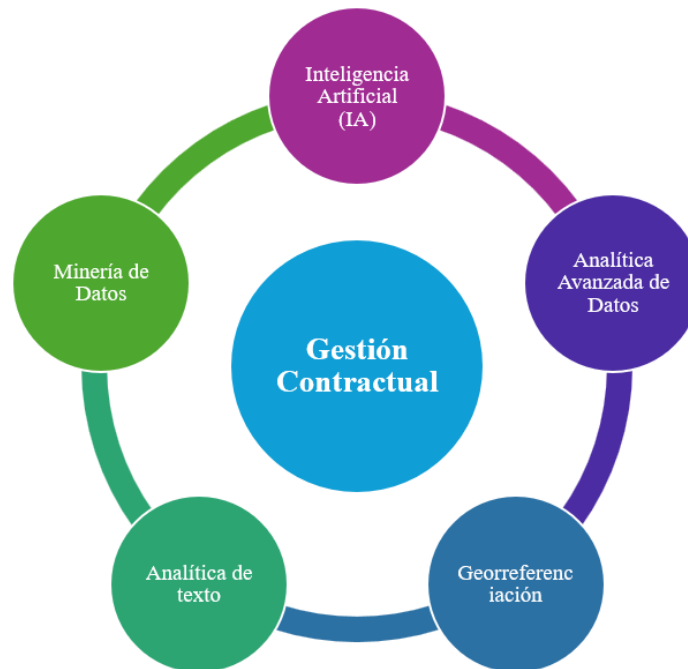 Inteligencia
Artificial
(IA)
Analítica
Avanzada de
Datos
Georreferenc
iación
Analítica de
texto
Minería de
Datos
Gestión
Contractual